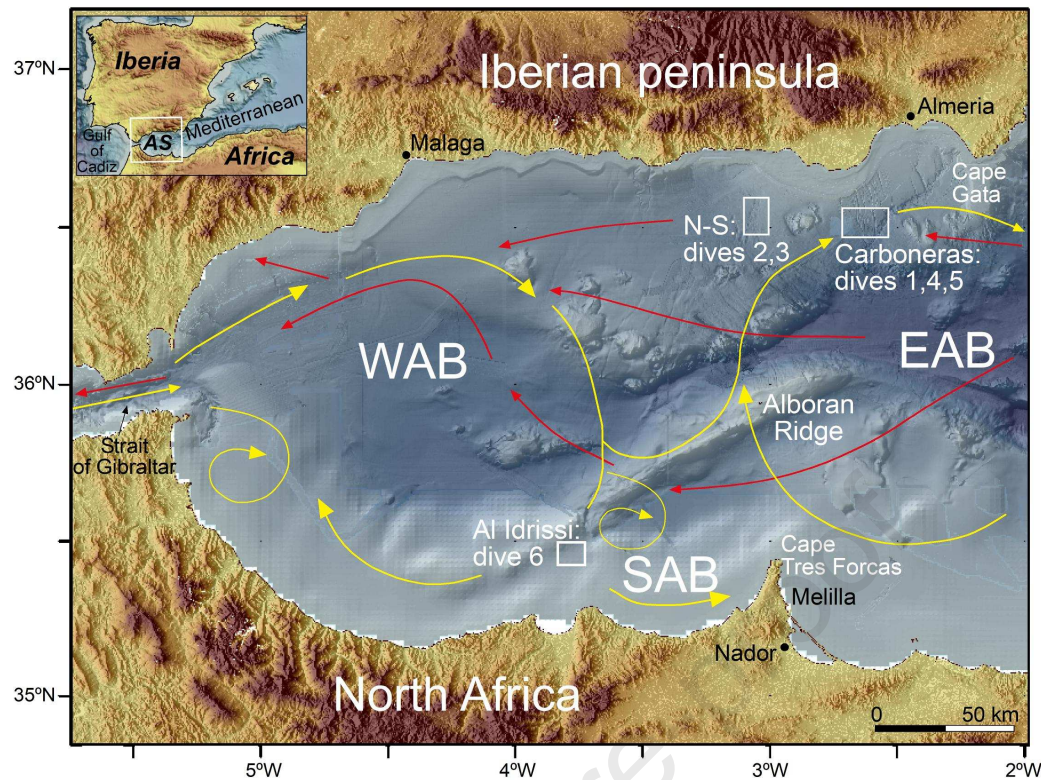 37ºN
36ºN
35ºN
Iberia
Mediterranean
Gulf
of
Cadiz
AS
Africa
Iberian peninsula
Almeria
Malaga
Cape
Gata
N-S:
dives 2,3
Carboneras:
dives 1,4,5
WAB
EAB
Alboran
Ridge
Strait
of Gibraltar
Al Idrissi:
dive 6
SAB
Cape
Tres Forcas
Melilla
Nador
North Africa
0 50 km
5ºW
4ºW
3ºW
2ºW